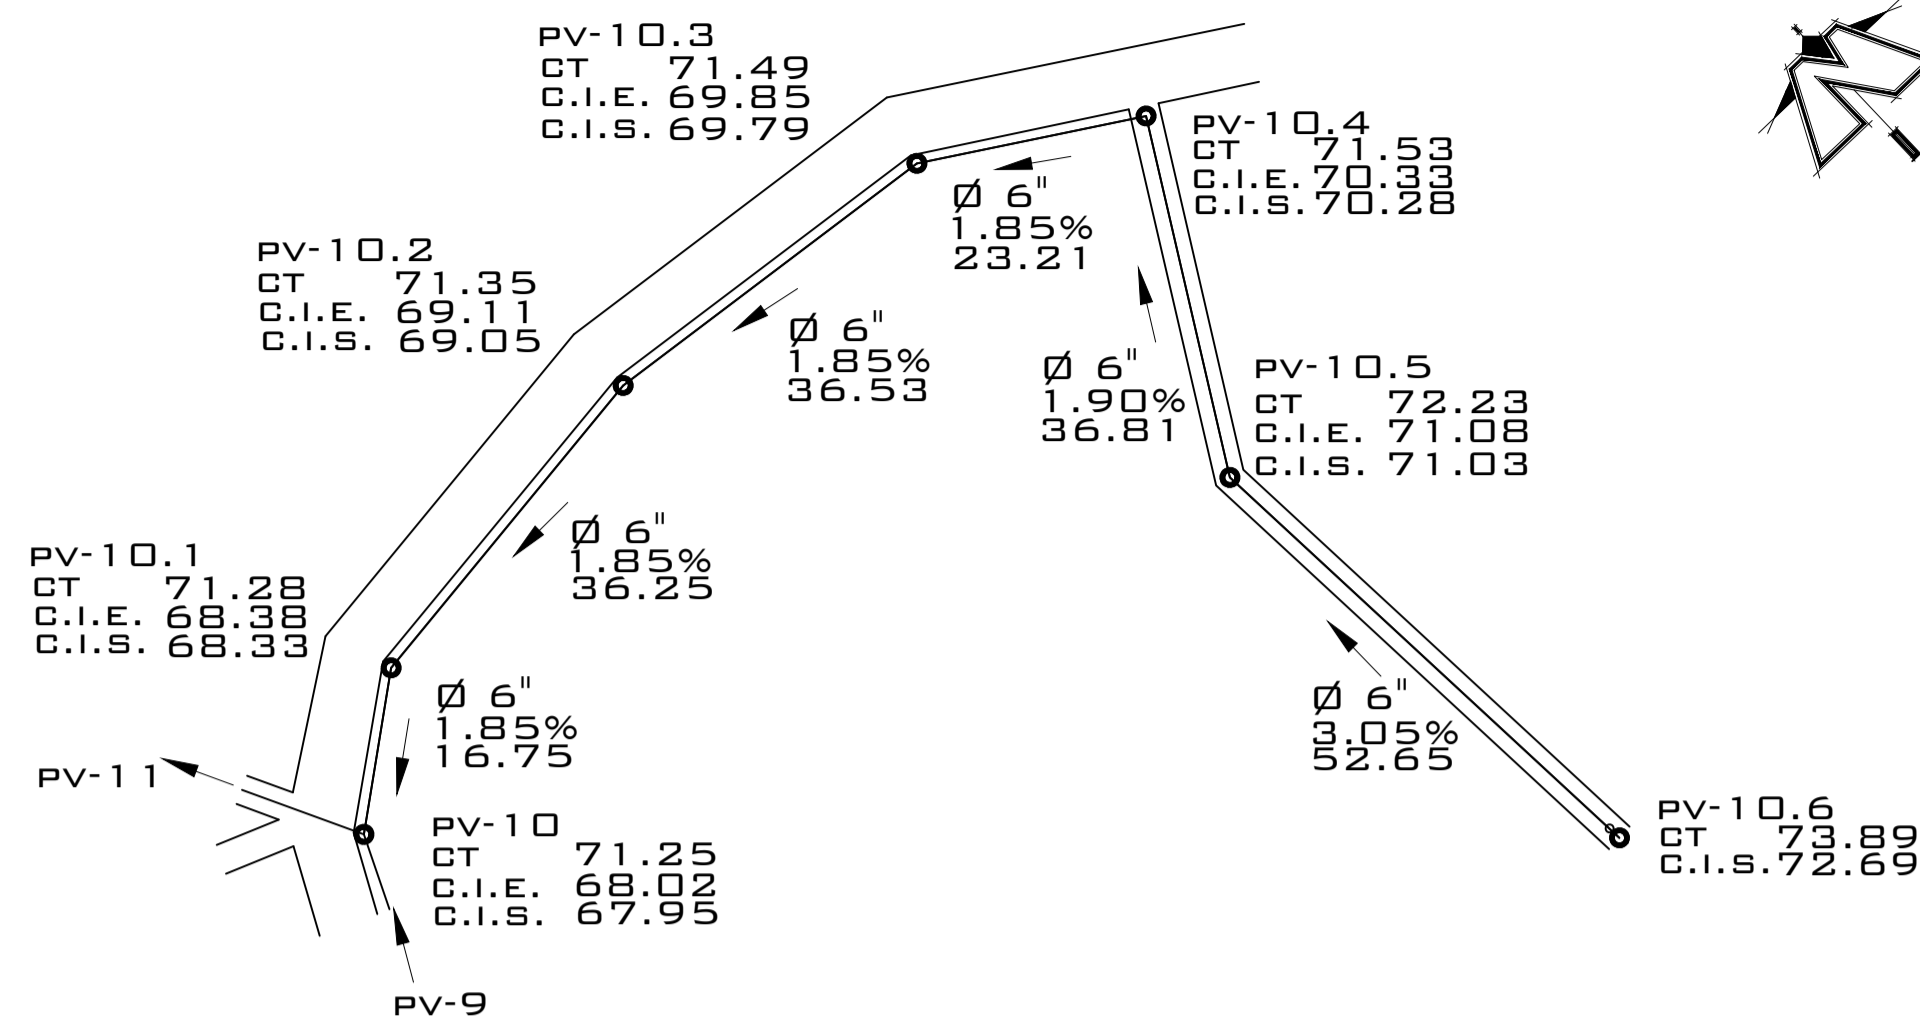 PV-10.3
CT 71.49
C.I.E. 69.85
C.I.S. 69.79
PV-10.4
CT 71.53
C.I.E. 70.33
C.I.S. 70.28
Ø 6"
1.85%
23.21
PV-10.2
CT 71.35
C.I.E. 69.11
C.I.S. 69.05
Ø 6"
1.85%
36.53
Ø 6"
1.90%
36.81
PV-10.5
CT 72.23
C.I.E. 71.08
C.I.S. 71.03
Ø 6"
1.85%
36.25
PV-10.1
CT 71.28
C.I.E. 68.38
C.I.S. 68.33
Ø 6"
1.85%
16.75
Ø 6"
3.05%
52.65
PV-11
PV-10
CT 71.25
C.I.E. 68.02
C.I.S. 67.95
PV-10.6
CT 73.89
C.I.S. 72.69
PV-9